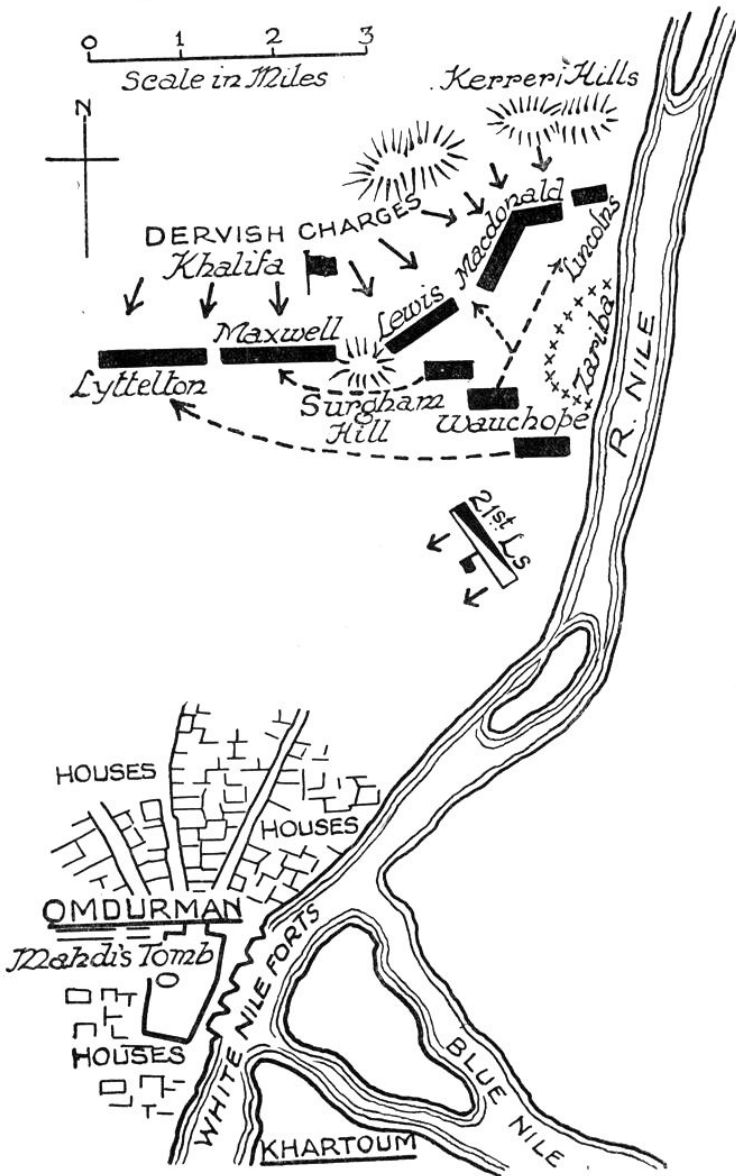 0 1 2 3
Scale in Miles
N
Kerreri Hills
DERVISH CHARGES
Khalifa
Macdonald
Lincolns
Lewis
Maxwell
Lyttelton
Surgham
Hill
Wauchope
Zariba
R. NILE
21st Ls
HOUSES
HOUSES
OMDURMAN
Mahdi's Tomb
HOUSES
WHITE NILE FORTS
BLUE NILE
KHARTOUM